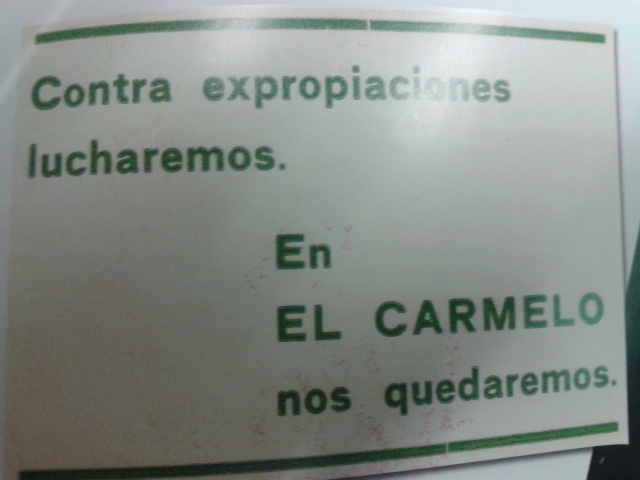 Contra expropiaciones
lucharemos.
En
EL CARMELO
nos quedaremos.